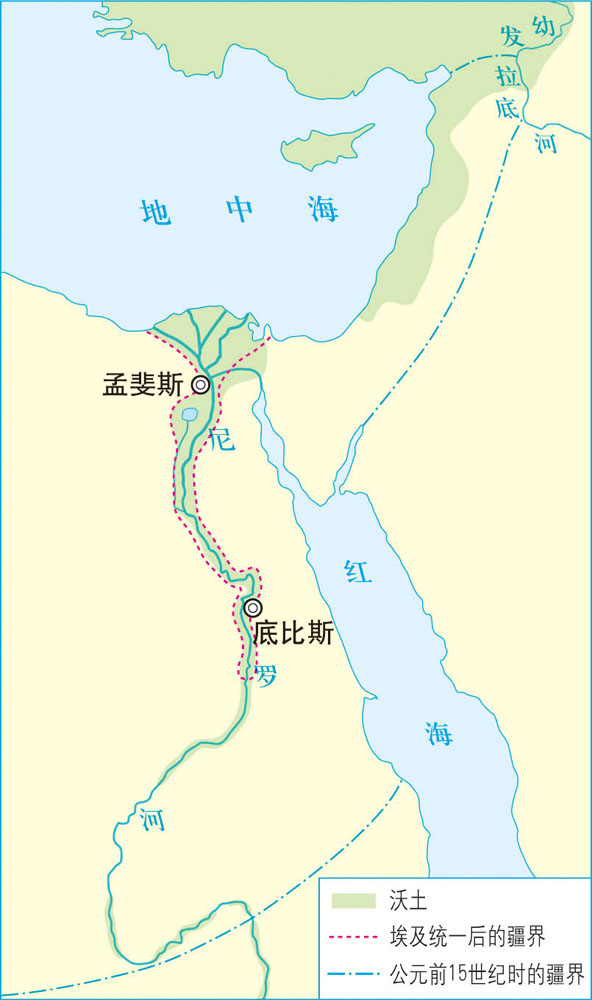 幼发拉底河
地中海
孟斐斯
尼罗河
红海
底比斯
沃土
埃及统一后的疆界
公元前15世纪时的疆界